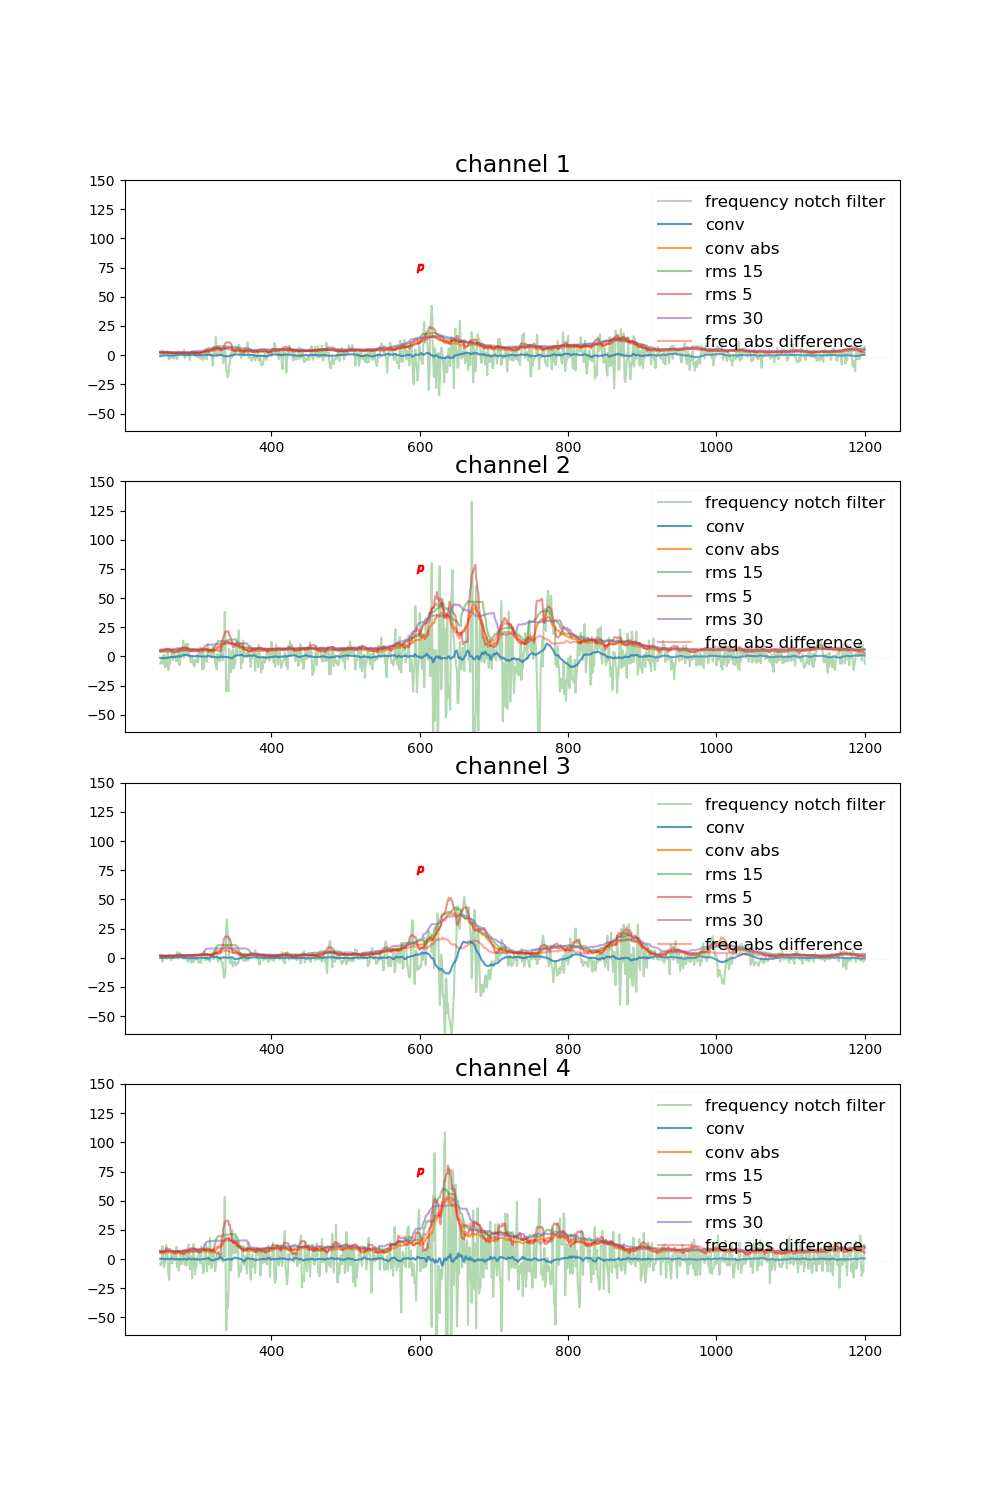 channel 1
150
125
100
75
50
25
0
−25
−50
400 600 800 1000 1200
p
frequency notch filter
conv
conv abs
rms 15
rms 5
rms 30
freq abs difference
channel 2
150
125
100
75
50
25
0
−25
−50
400 600 800 1000 1200
p
frequency notch filter
conv
conv abs
rms 15
rms 5
rms 30
freq abs difference
channel 3
150
125
100
75
50
25
0
−25
−50
400 600 800 1000 1200
p
frequency notch filter
conv
conv abs
rms 15
rms 5
rms 30
freq abs difference
channel 4
150
125
100
75
50
25
0
−25
−50
400 600 800 1000 1200
p
frequency notch filter
conv
conv abs
rms 15
rms 5
rms 30
freq abs difference